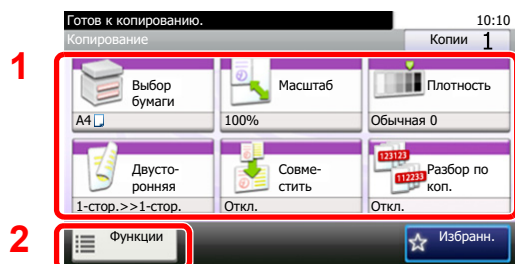 Готов к копированию.
10:10
Копирование
Копии 1
1
Выбор
бумаги
A4
Масштаб
100%
Плотность
Обычная 0
Двусто-
ронняя
1-стор.>>1-стор.
Совме-
стить
Откл.
123123
112233
Разбор по
коп.
Откл.
2
Функции
Избранн.